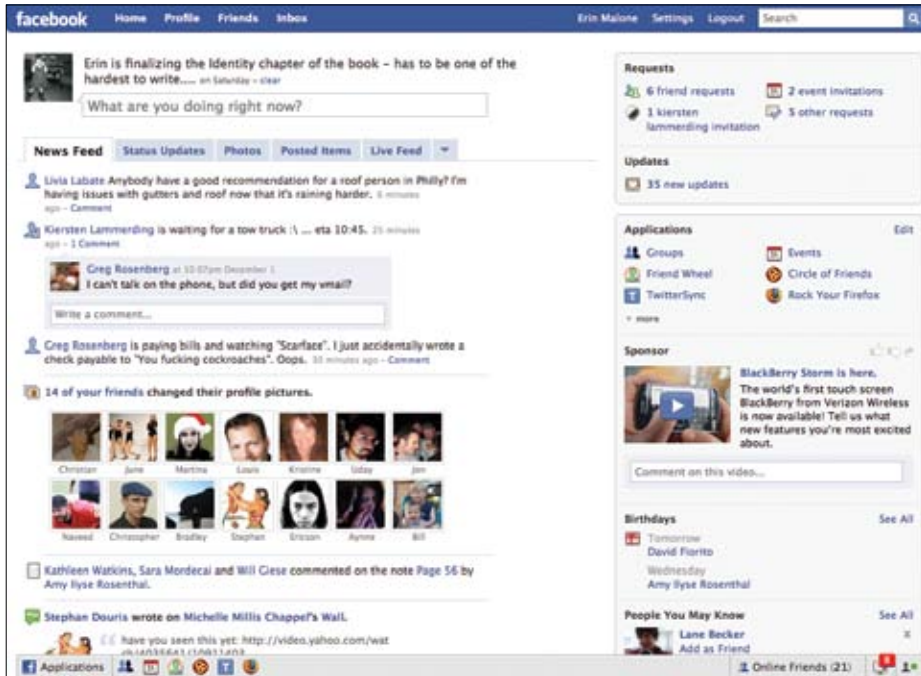 facebook Home Profile Friends Inbox Erin Malone Settings Logout Search
Erin is finalizing the Identity chapter of the book – has to be one of the
hardest to write.... on Saturday – clear
What are you doing right now?
News Feed Status Updates Photos Posted Items Live Feed
Livia Labate Anybody have a good recommendation for a roof person in Philly? I'm
having issues with gutters and roof now that it's raining harder. 6 minutes
ago – Comment
Kiersten Lammerding is waiting for a tow truck :\ ... eta 10:45. 25 minutes
ago – 1 Comment
Greg Rosenberg at 10:07pm December 1
I can't talk on the phone, but did you get my vmail?
Write a comment...
Greg Rosenberg is paying bills and watching "Scarface". I just accidentally wrote a
check payable to "You fucking cockroaches". Oops. 30 minutes ago – Comment
14 of your friends changed their profile pictures.
Christian June Martina Louis Kristine Uday Jon
Naveed Christopher Bradley Stephan Ericson Aynne Bill
Kathleen Watkins, Sara Mordecai and Will Giese commented on the note Page 56 by
Amy Ilyse Rosenthal.
Stephan Douris wrote on Michelle Millis Chappel's Wall.
have you seen this yet: http://video.yahoo.com/wat
ch/4035641/10911403
Requests
6 friend requests
2 event invitations
1 kiersten
lammerding invitation
5 other requests
Updates
35 new updates
Applications Edit
Groups Events
Friend Wheel Circle of Friends
TwitterSync Rock Your Firefox
+ more
Sponsor
BlackBerry Storm is here.
The world's first touch screen
BlackBerry from Verizon Wireless
is now available! Tell us what
new features you're most excited
about.
Comment on this video...
Birthdays See All
Tomorrow
David Fiorito
Wednesday
Amy Ilyse Rosenthal
People You May Know See All
Lane Becker x
Add as Friend
Applications Online Friends (21)